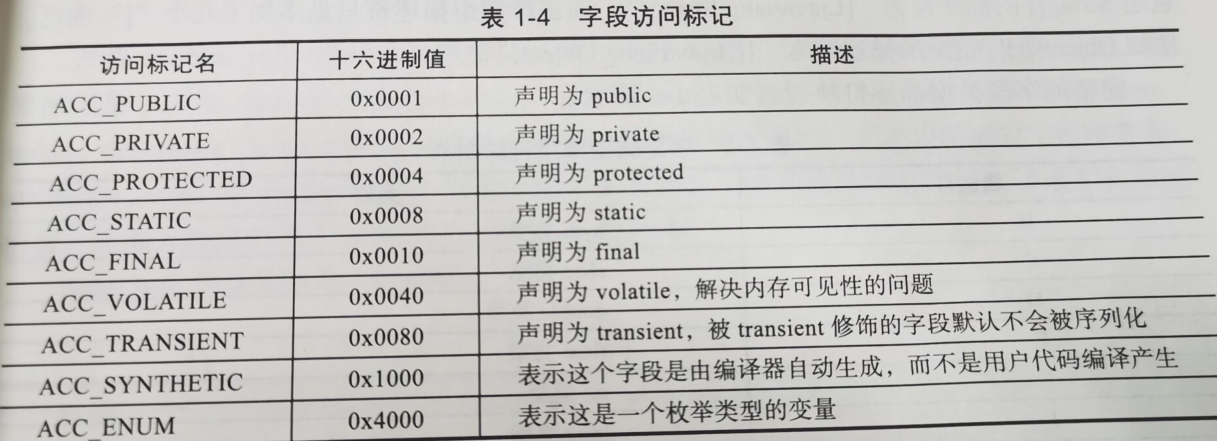 表 1-4 字段访问标记
访问标记名 十六进制值 描述
ACC_PUBLIC 0x0001 声明为 public
ACC_PRIVATE 0x0002 声明为 private
ACC_PROTECTED 0x0004 声明为 protected
ACC_STATIC 0x0008 声明为 static
ACC_FINAL 0x0010 声明为 final
ACC_VOLATILE 0x0040 声明为 volatile，解决内存可见性的问题
ACC_TRANSIENT 0x0080 声明为 transient，被 transient 修饰的字段默认不会被序列化
ACC_SYNTHETIC 0x1000 表示这个字段是由编译器自动生成，而不是用户代码编译产生
ACC_ENUM 0x4000 表示这是一个枚举类型的变量